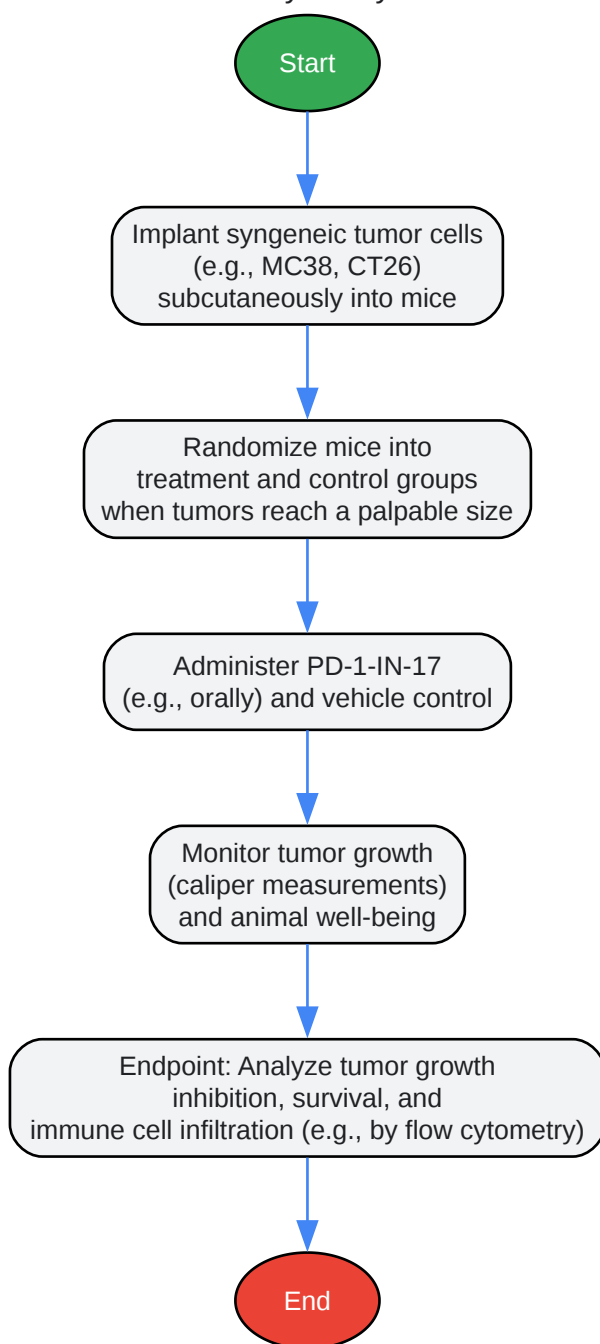 Start
Implant syngeneic tumor cells
(e.g., MC38, CT26)
subcutaneously into mice
Randomize mice into
treatment and control groups
when tumors reach a palpable size
Administer PD-1-IN-17
(e.g., orally) and vehicle control
Monitor tumor growth
(caliper measurements)
and animal well-being
Endpoint: Analyze tumor growth
inhibition, survival, and
immune cell infiltration (e.g., by flow cytometry)
End